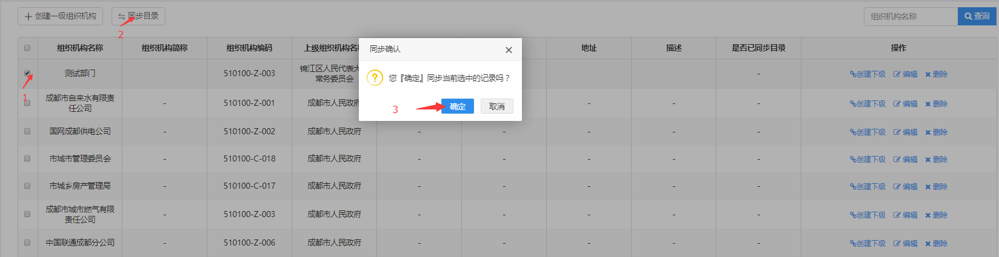 创建一级组织机构 同步目录 组织机构名称 查询
2
组织机构名称 组织机构简称 组织机构编码 上级组织机构名 地址 描述 是否已同步目录 操作
同步确认
您『确定』同步当前选中的记录吗？
3 确定 取消
1
测试部门 510100-Z-003 锦江区人民代表大
常务委员会 - 创建下级 编辑 删除
成都市自来水有限责
任公司 - 510100-Z-001 成都市人民政府 - - - 创建下级 编辑 删除
国网成都供电公司 - 510100-Z-002 成都市人民政府 - - - - - 创建下级 编辑 删除
市城市管理委员会 - 510100-C-018 成都市人民政府 - - - - - 创建下级 编辑 删除
市城乡房产管理局 - 510100-C-017 成都市人民政府 - - - - - 创建下级 编辑 删除
成都市城市燃气有限
责任公司 - 510100-Z-003 成都市人民政府 - - - - - 创建下级 编辑 删除
中国联通成都分公司 - 510100-Z-006 成都市人民政府 - - - - - 创建下级 编辑 删除